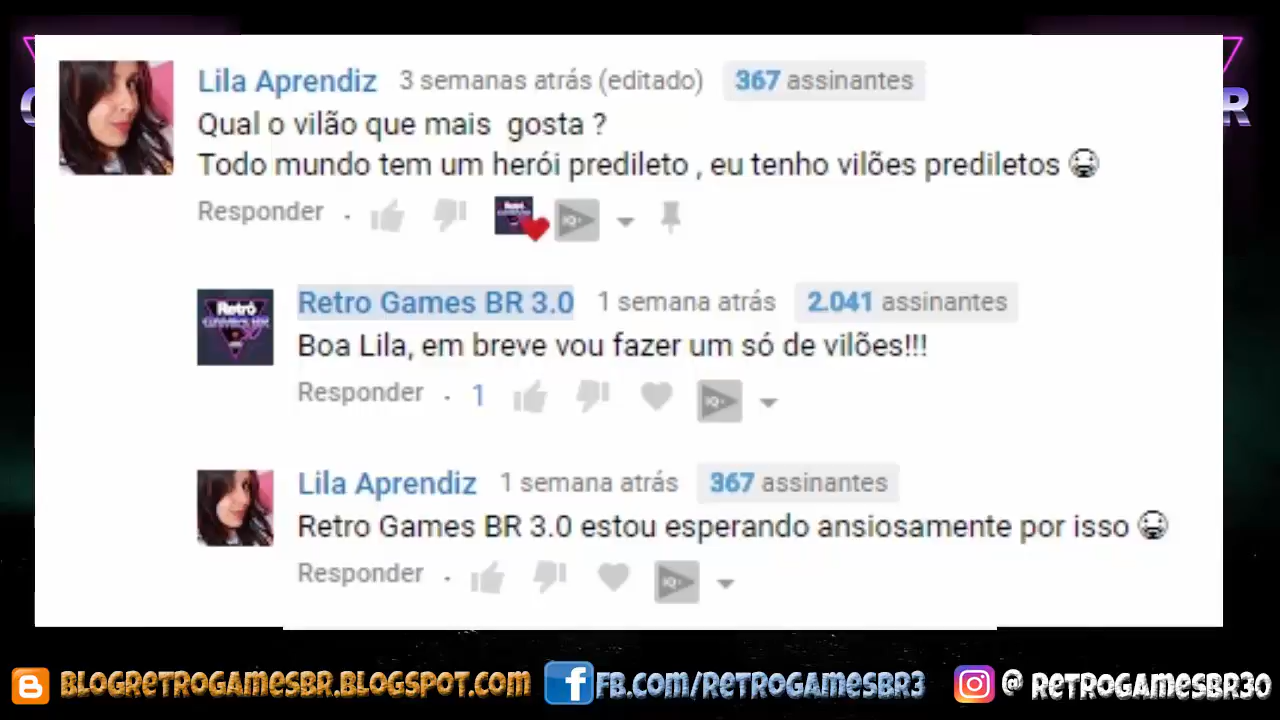 Lila Aprendiz 3 semanas atrás (editado) 367 assinantes
Qual o vilão que mais gosta ?
Todo mundo tem um herói predileto , eu tenho vilões prediletos
Responder
Retro Games BR 3.0 1 semana atrás 2.041 assinantes
Boa Lila, em breve vou fazer um só de vilões!!!
Responder 1
Lila Aprendiz 1 semana atrás 367 assinantes
Retro Games BR 3.0 estou esperando ansiosamente por isso
Responder
BLOGRETROGAMESBR.BLOGSPOT.COM FB.COM/RETROGAMESBR3 @ RETROGAMESBR30